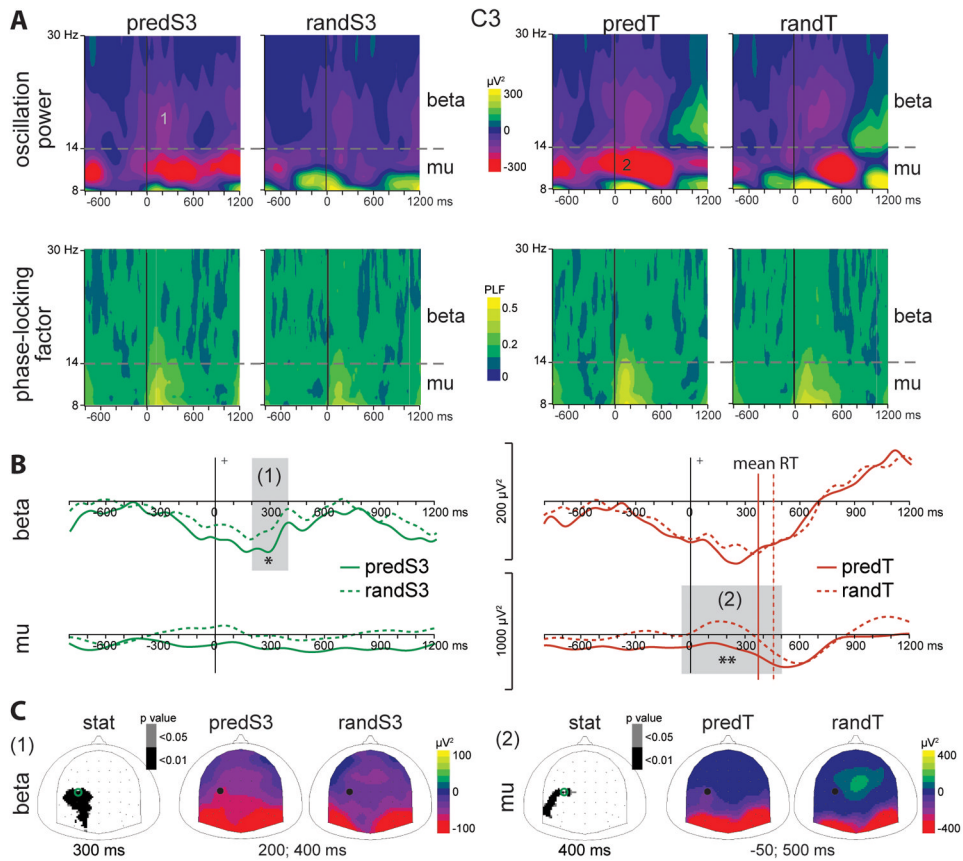 A predS3 randS3 C3 predT randT
oscillation power
30 Hz 14 8
beta
mu
-600 0 600 1200 ms
-600 0 600 1200 ms
1
µV²
300
0
-300
30 Hz 14 8
beta
mu
-600 0 600 1200
-600 0 600 1200 ms
2
phase-locking factor
30 Hz 14 8
beta
mu
-600 0 600 1200
-600 0 600 1200 ms
PLF
0.5
0.2
0
30 Hz 14 8
beta
mu
-600 0 600 1200
-600 0 600 1200 ms
B
beta
+ (1)
-600 -300 0 300 600 900 1200 ms
*
predS3
randS3
mu
-600 -300 0 300 600 900 1200 ms
200 µV²
+ mean RT
-600 -300 0 300 600 900 1200 ms
predT
randT
1000 µV²
(2)
-600 -300 0 300 600 900 1200 ms
**
C
(1) stat p value predS3 randS3
<0.05
<0.01
beta
µV²
100
0
-100
300 ms 200; 400 ms
(2) stat p value predT randT
<0.05
<0.01
mu
µV²
400
0
-400
400 ms -50; 500 ms